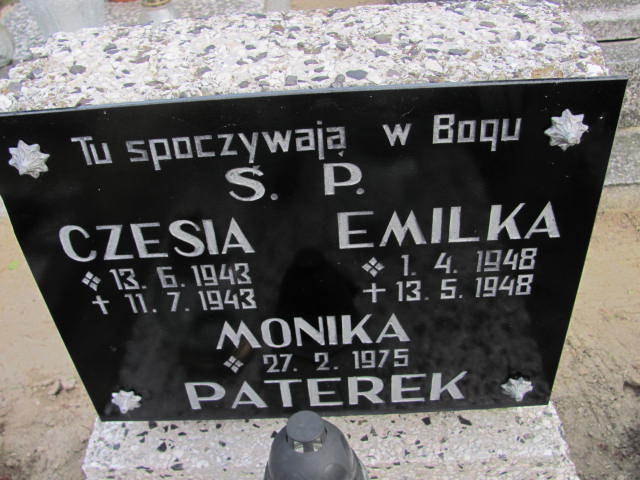 Tu spoczywają w Bogu
Ś. P.
CZESIA EMILKA
❖ 13. 6. 1943 ❖ 1. 4. 1948
+ 11. 7. 1943 + 13. 5. 1948
MONIKA
❖ 27. 2. 1975
PATEREK